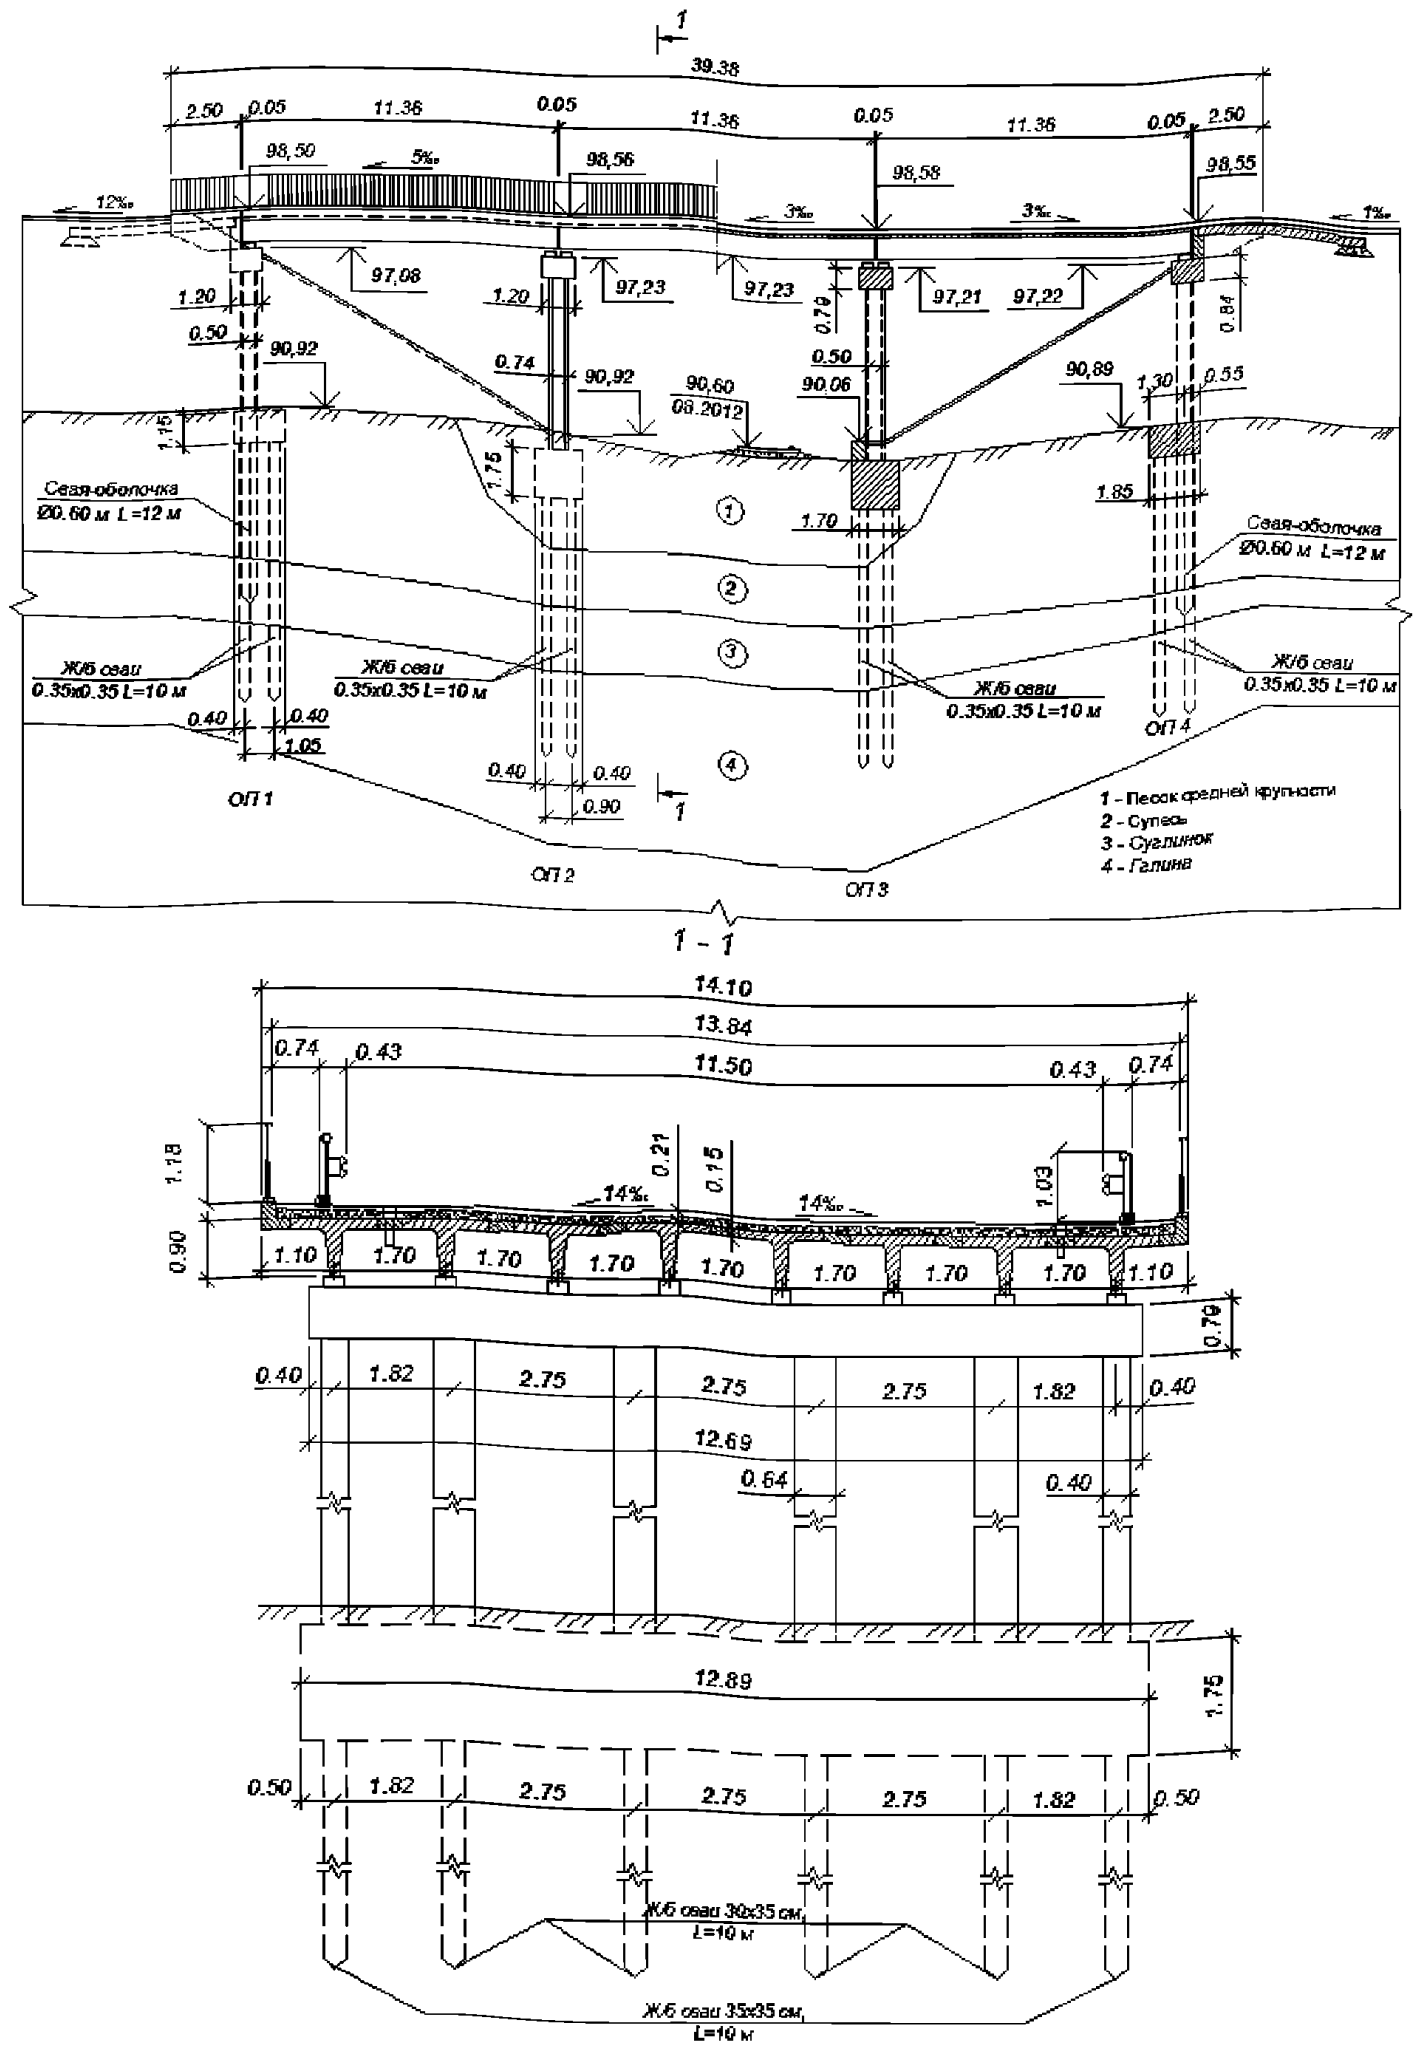 1
39.38
2.50 0.05 11.36 0.05 11.36 0.05 11.36 0.05 2.50
98,50 5‰ 98,56 98,58 98,55
12‰ 3‰ 3‰ 1‰
97,08 97,23 97,23 97,21 97,22
1.20 1.20 0.79 0.84
0.50 0.74 0.50
90,92 90,92 90,60 90,06 90,89 1.30 0.55
08.2012
1.15 1.75 1.70 1.85
Свая-оболочка
Ø0.60 м L=12 м
Свая-оболочка
Ø0.60 м L=12 м
1
2
3
4
Ж/б сваи
0.35х0.35 L=10 м
Ж/б сваи
0.35х0.35 L=10 м
Ж/б сваи
0.35х0.35 L=10 м
Ж/б сваи
0.35х0.35 L=10 м
0.40 0.40
1.05
0.40 0.40
0.90
1
ОП 1
ОП 2
ОП 3
ОП 4
1 - Песок средней крупности
2 - Супесь
3 - Суглинок
4 - Глина
1 - 1
14.10
13.84
0.74 0.43 11.50 0.43 0.74
1.18 0.21 0.15 1.03
14‰ 14‰
0.90
1.10 1.70 1.70 1.70 1.70 1.70 1.70 1.70 1.10
0.79
0.40 1.82 2.75 2.75 2.75 1.82 0.40
12.69
0.64 0.40
12.89
1.75
0.50 1.82 2.75 2.75 2.75 1.82 0.50
Ж/б сваи 30х35 см,
L=10 м
Ж/б сваи 35х35 см,
L=10 м